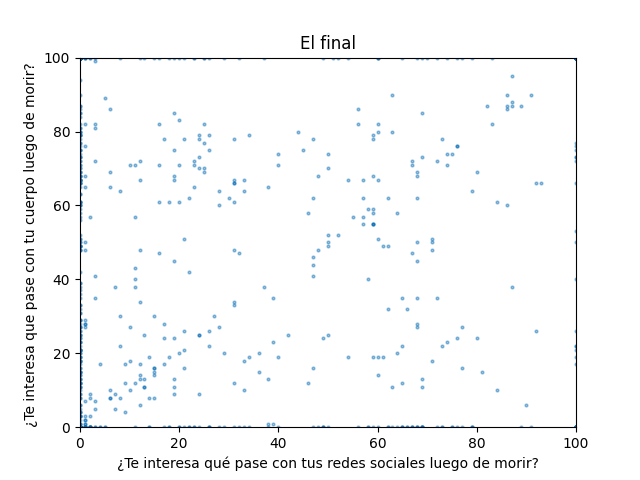 El final
¿Te interesa que pase con tu cuerpo luego de morir?
100
80
60
40
20
0
0 20 40 60 80 100
¿Te interesa qué pase con tus redes sociales luego de morir?